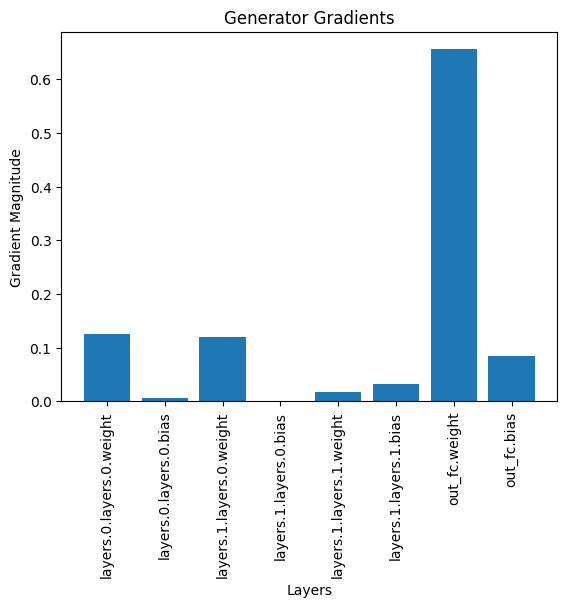 Generator Gradients
Gradient Magnitude
0.6
0.5
0.4
0.3
0.2
0.1
0.0
layers.0.layers.0.weight
layers.0.layers.0.bias
layers.1.layers.0.weight
layers.1.layers.0.bias
layers.1.layers.1.weight
layers.1.layers.1.bias
out_fc.weight
out_fc.bias
Layers